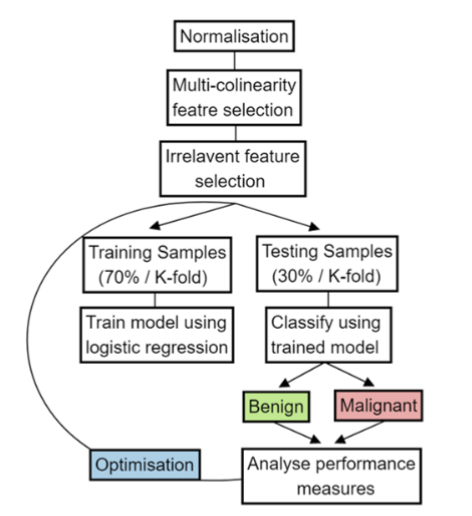 Normalisation
Multi-colinearity
featre selection
Irrelavent feature
selection
Training Samples
(70% / K-fold)
Testing Samples
(30% / K-fold)
Train model using
logistic regression
Classify using
trained model
Benign
Malignant
Optimisation
Analyse performance
measures